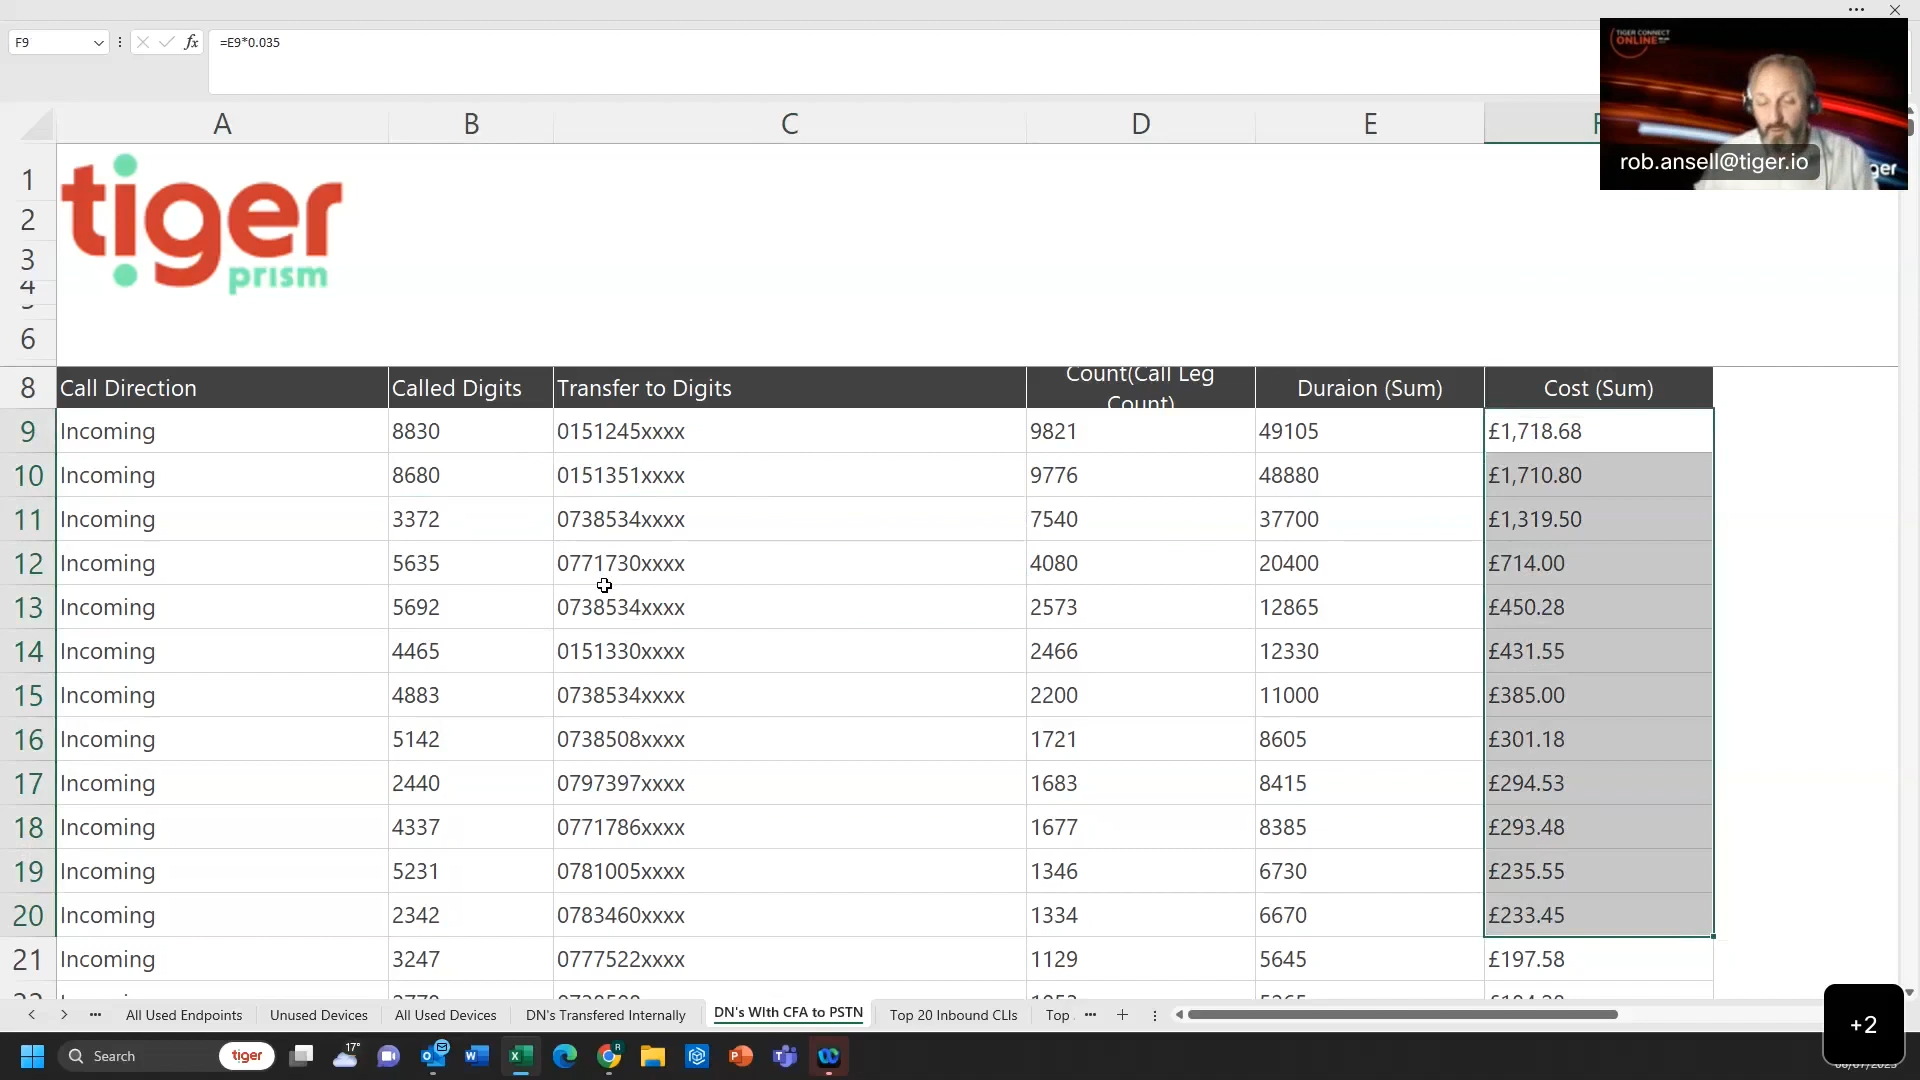 F9
fx
=E9*0.035
TIGER CONNECT
ONLINE
rob.ansell@tiger.io
A B C D E F
1
2
3
4
5
6
tiger
prism
8 Call Direction Called Digits Transfer to Digits Count(Call Leg Count) Duraion (Sum) Cost (Sum)
9 Incoming 8830 0151245xxxx 9821 49105 £1,718.68
10 Incoming 8680 0151351xxxx 9776 48880 £1,710.80
11 Incoming 3372 0738534xxxx 7540 37700 £1,319.50
12 Incoming 5635 0771730xxxx 4080 20400 £714.00
13 Incoming 5692 0738534xxxx 2573 12865 £450.28
14 Incoming 4465 0151330xxxx 2466 12330 £431.55
15 Incoming 4883 0738534xxxx 2200 11000 £385.00
16 Incoming 5142 0738508xxxx 1721 8605 £301.18
17 Incoming 2440 0797397xxxx 1683 8415 £294.53
18 Incoming 4337 0771786xxxx 1677 8385 £293.48
19 Incoming 5231 0781005xxxx 1346 6730 £235.55
20 Incoming 2342 0783460xxxx 1334 6670 £233.45
21 Incoming 3247 0777522xxxx 1129 5645 £197.58
All Used Endpoints Unused Devices All Used Devices DN's Transfered Internally DN's WIth CFA to PSTN Top 20 Inbound CLIs Top
+2
Search tiger 17°